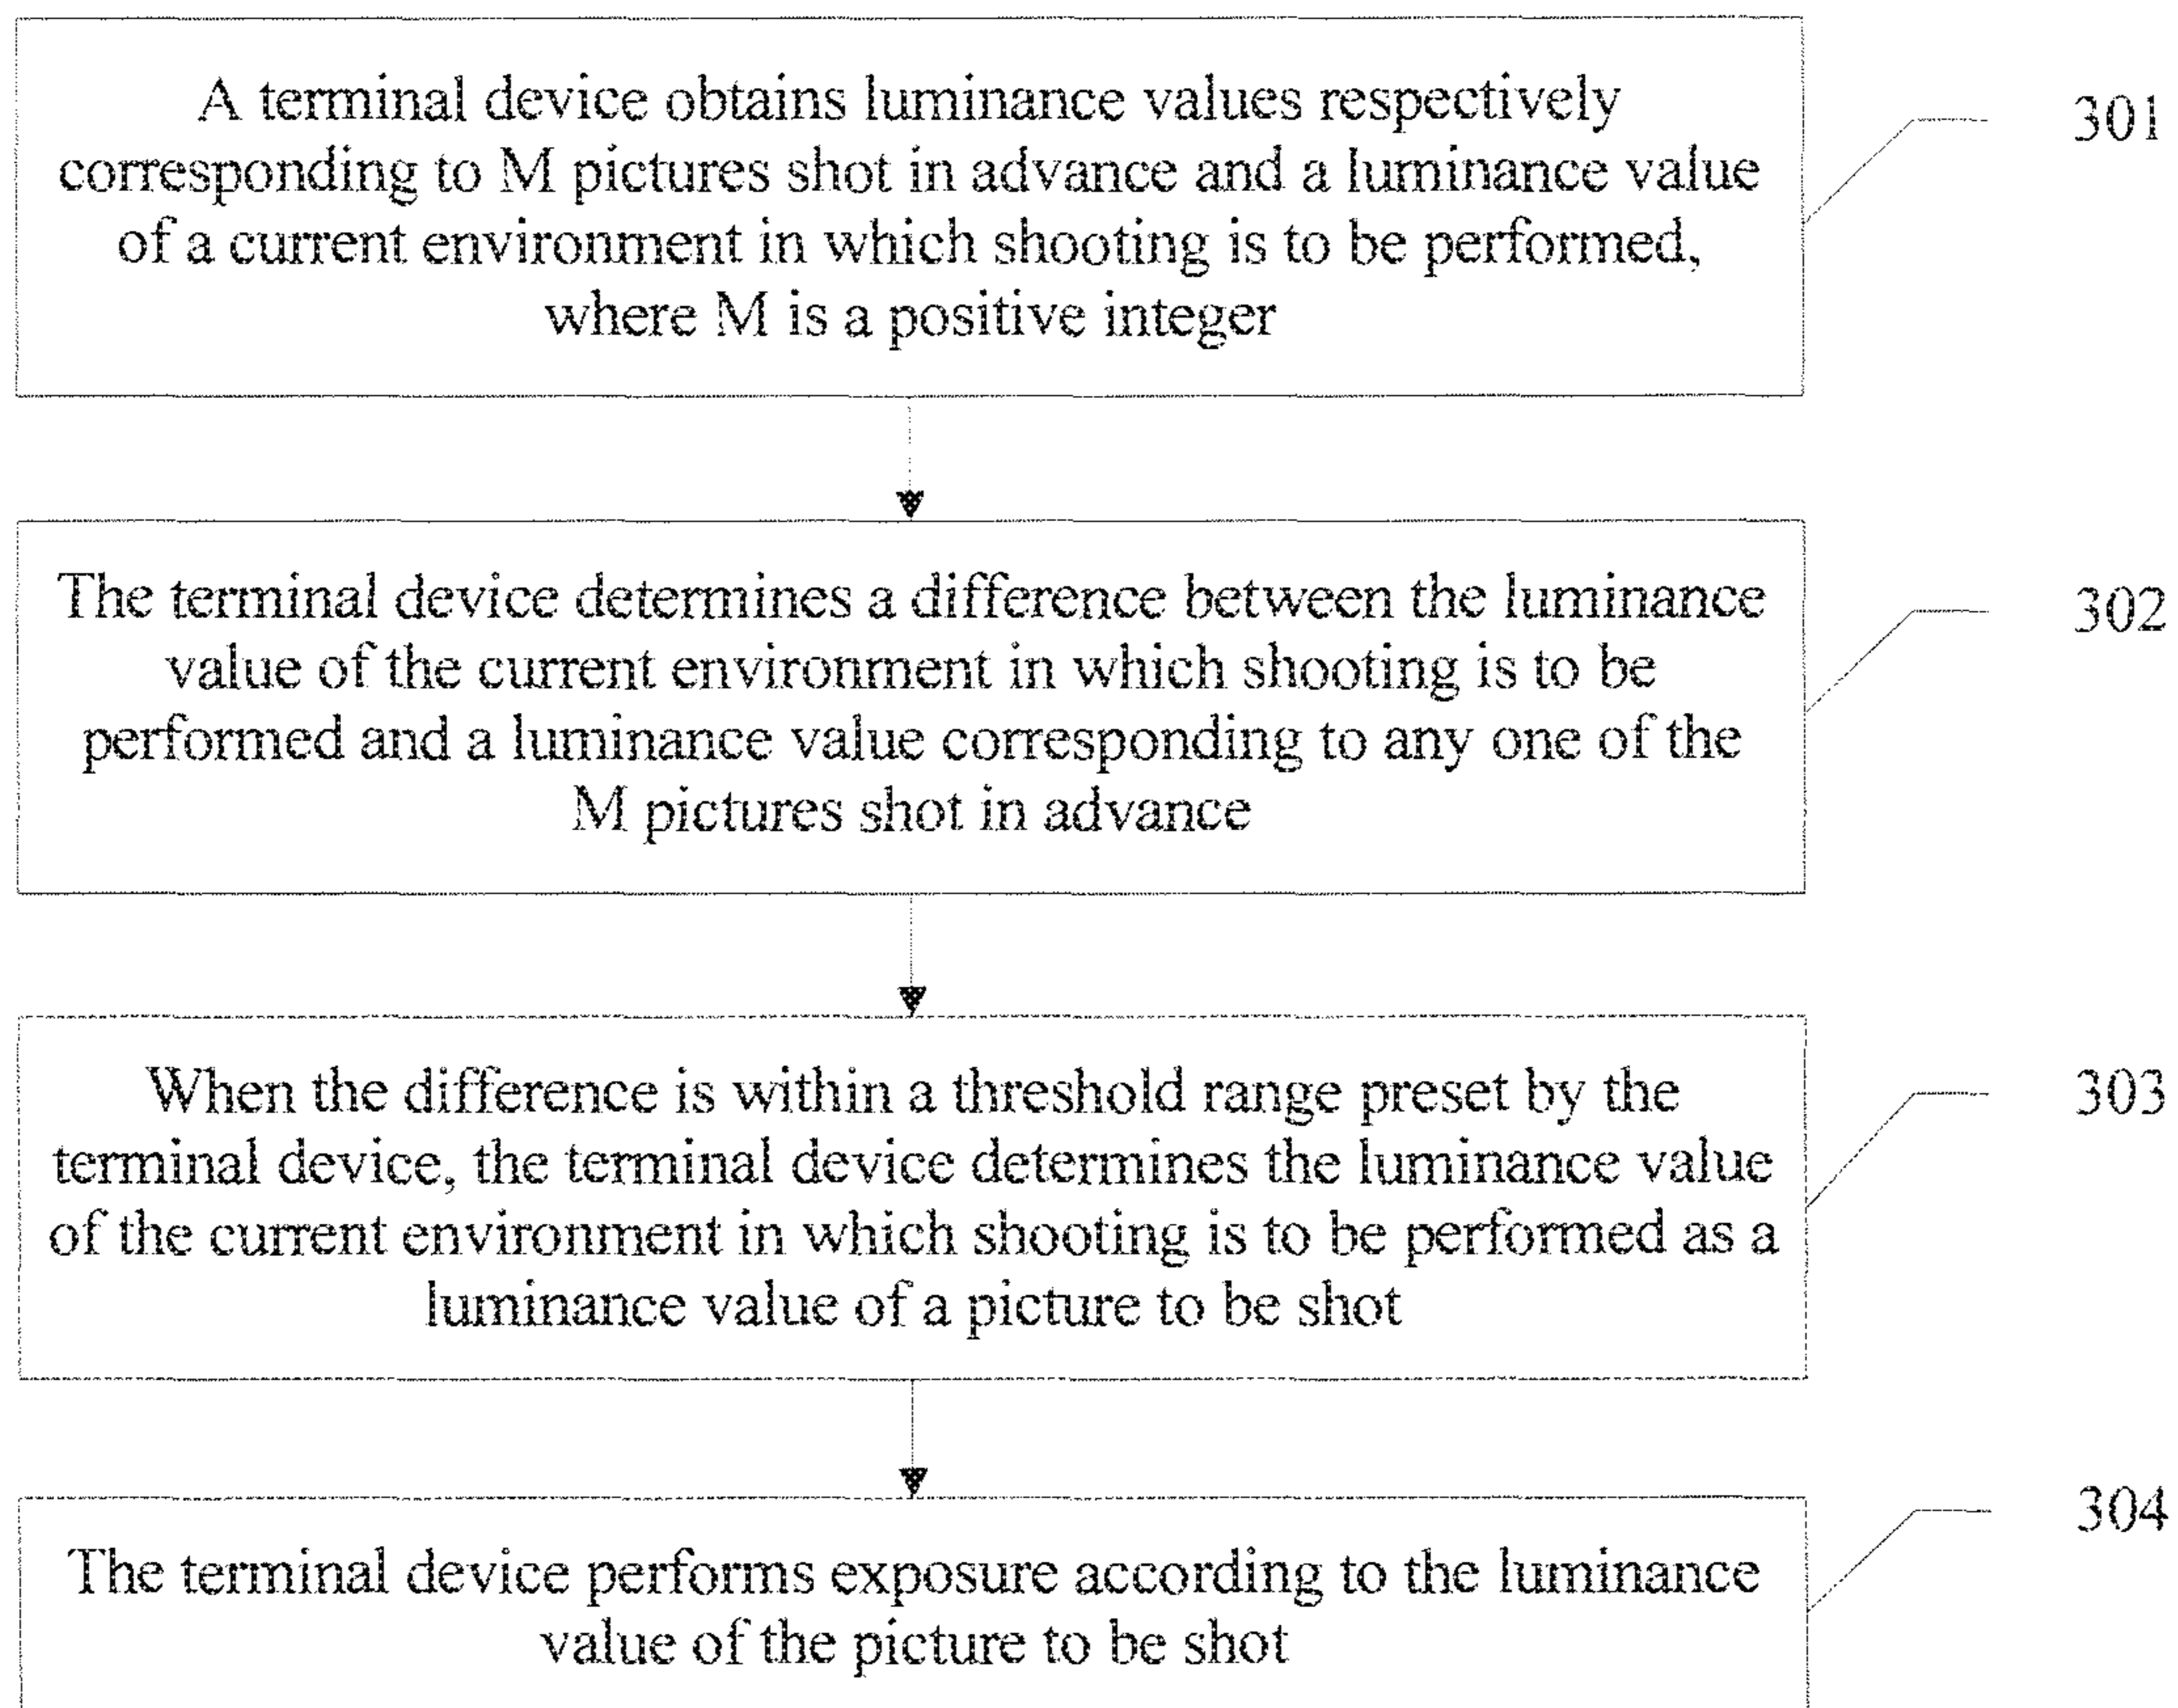 A terminal device obtains luminance values respectively
corresponding to M pictures shot in advance and a luminance value
of a current environment in which shooting is to be performed,
where M is a positive integer
301
The terminal device determines a difference between the luminance
value of the current environment in which shooting is to be
performed and a luminance value corresponding to any one of the
M pictures shot in advance
302
When the difference is within a threshold range preset by the
terminal device, the terminal device determines the luminance value
of the current environment in which shooting is to be performed as a
luminance value of a picture to be shot
303
The terminal device performs exposure according to the luminance
value of the picture to be shot
304